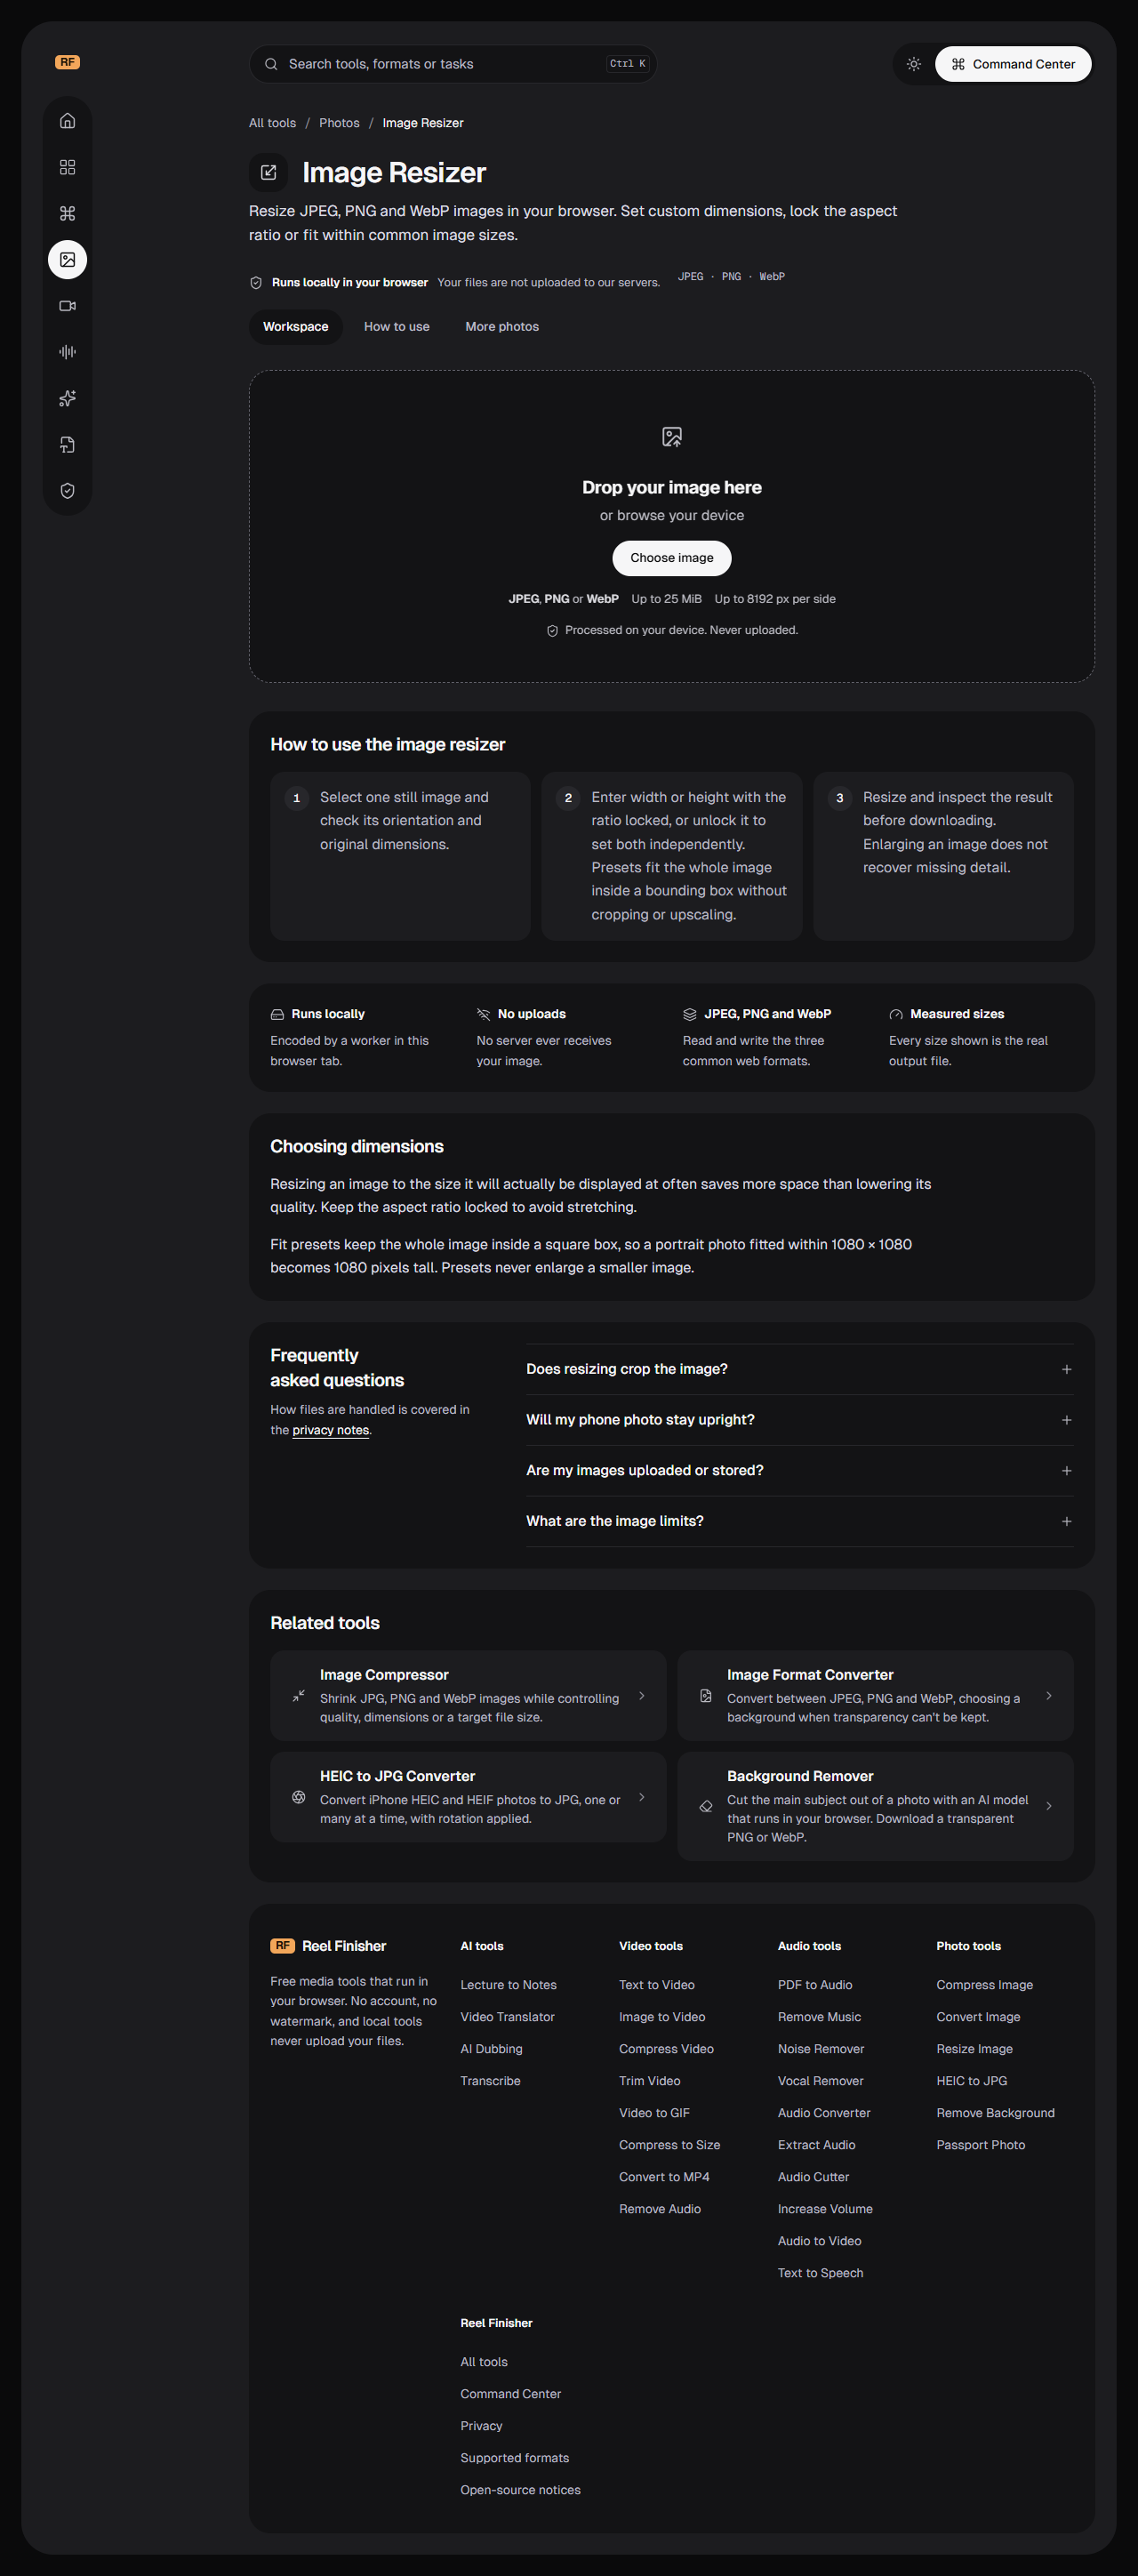 RF
Search tools, formats or tasks
Ctrl K
Command Center
All tools / Photos / Image Resizer
Image Resizer
Resize JPEG, PNG and WebP images in your browser. Set custom dimensions, lock the aspect
ratio or fit within common image sizes.
Runs locally in your browser Your files are not uploaded to our servers.
JPEG · PNG · WebP
Workspace
How to use
More photos
Drop your image here
or browse your device
Choose image
JPEG, PNG or WebP Up to 25 MiB Up to 8192 px per side
Processed on your device. Never uploaded.
How to use the image resizer
1
Select one still image and
check its orientation and
original dimensions.
2
Enter width or height with the
ratio locked, or unlock it to
set both independently.
Presets fit the whole image
inside a bounding box without
cropping or upscaling.
3
Resize and inspect the result
before downloading.
Enlarging an image does not
recover missing detail.
Runs locally
Encoded by a worker in this
browser tab.
No uploads
No server ever receives
your image.
JPEG, PNG and WebP
Read and write the three
common web formats.
Measured sizes
Every size shown is the real
output file.
Choosing dimensions
Resizing an image to the size it will actually be displayed at often saves more space than lowering its
quality. Keep the aspect ratio locked to avoid stretching.
Fit presets keep the whole image inside a square box, so a portrait photo fitted within 1080 × 1080
becomes 1080 pixels tall. Presets never enlarge a smaller image.
Frequently
asked questions
How files are handled is covered in
the privacy notes.
Does resizing crop the image?
Will my phone photo stay upright?
Are my images uploaded or stored?
What are the image limits?
Related tools
Image Compressor
Shrink JPG, PNG and WebP images while controlling
quality, dimensions or a target file size.
Image Format Converter
Convert between JPEG, PNG and WebP, choosing a
background when transparency can't be kept.
HEIC to JPG Converter
Convert iPhone HEIC and HEIF photos to JPG, one or
many at a time, with rotation applied.
Background Remover
Cut the main subject out of a photo with an AI model
that runs in your browser. Download a transparent
PNG or WebP.
RF Reel Finisher
Free media tools that run in
your browser. No account, no
watermark, and local tools
never upload your files.
AI tools
Lecture to Notes
Video Translator
AI Dubbing
Transcribe
Video tools
Text to Video
Image to Video
Compress Video
Trim Video
Video to GIF
Compress to Size
Convert to MP4
Remove Audio
Audio tools
PDF to Audio
Remove Music
Noise Remover
Vocal Remover
Audio Converter
Extract Audio
Audio Cutter
Increase Volume
Audio to Video
Text to Speech
Photo tools
Compress Image
Convert Image
Resize Image
HEIC to JPG
Remove Background
Passport Photo
Reel Finisher
All tools
Command Center
Privacy
Supported formats
Open-source notices